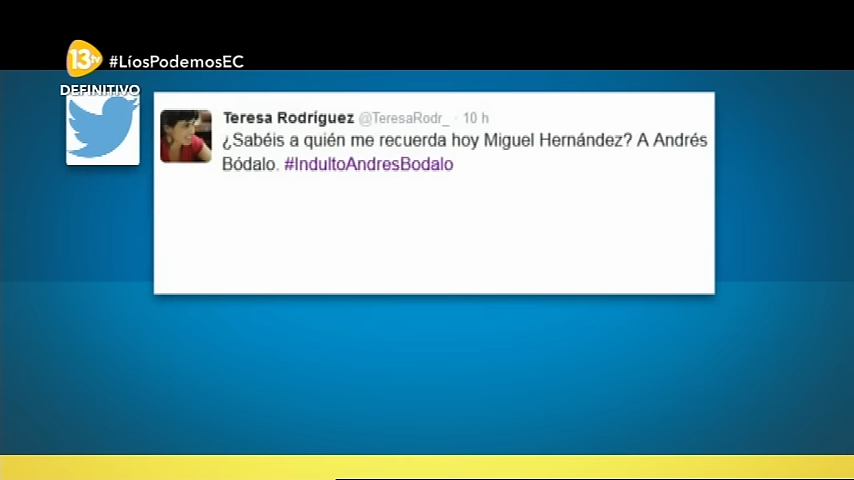 13tv #LíosPodemosEC
DEFINITIVO
Teresa Rodríguez @TeresaRodr_ · 10 h
¿Sabéis a quién me recuerda hoy Miguel Hernández? A Andrés
Bódalo. #IndultoAndresBodalo